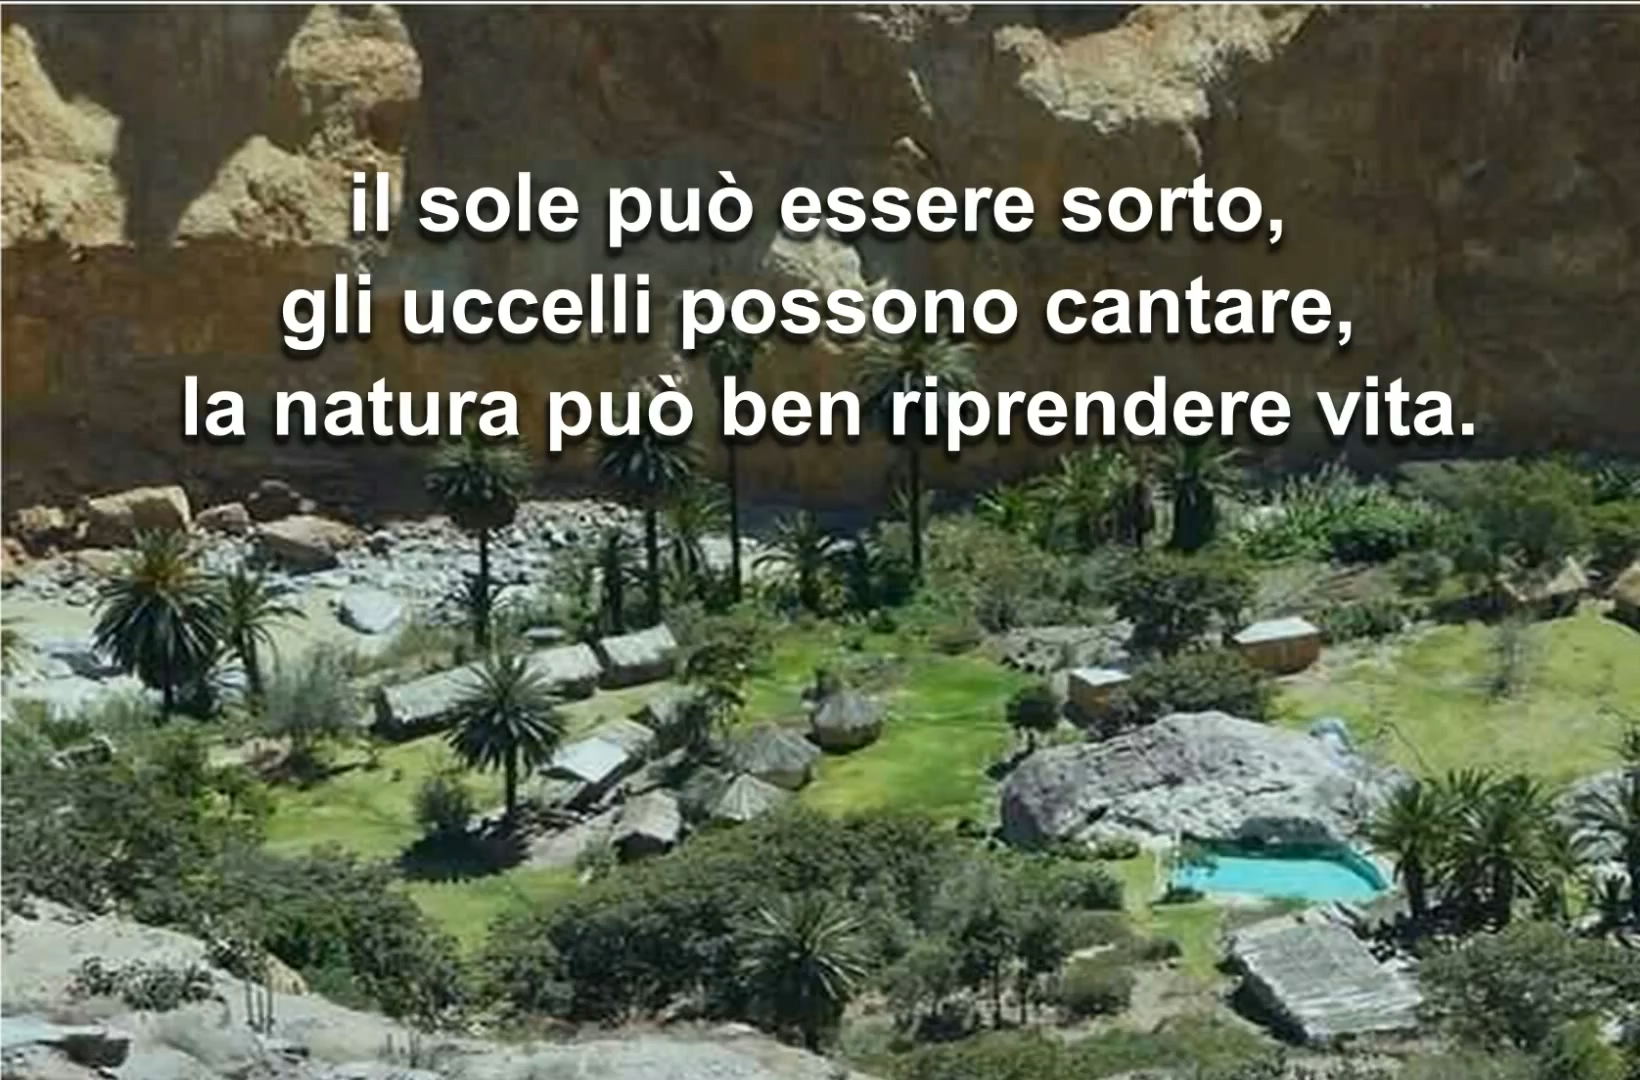 il sole può essere sorto,
gli uccelli possono cantare,
la natura può ben riprendere vita.